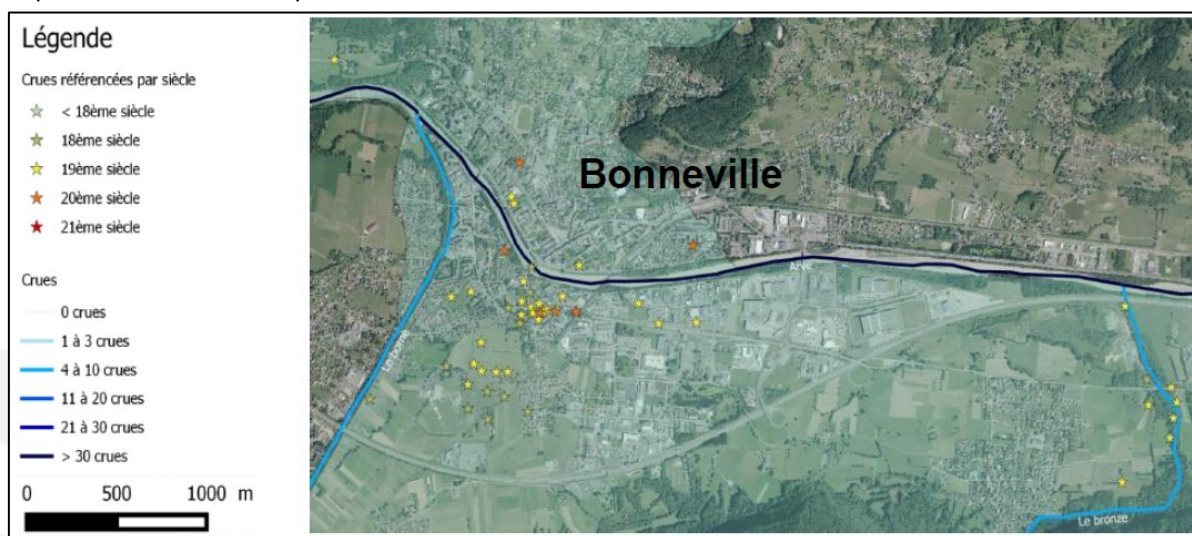 Légende
Crues référencées par siècle
< 18ème siècle
18ème siècle
19ème siècle
20ème siècle
21ème siècle
Crues
0 crues
1 à 3 crues
4 à 10 crues
11 à 20 crues
21 à 30 crues
> 30 crues
0 500 1000 m
Bonneville
Arve
Le borne
Le bronze